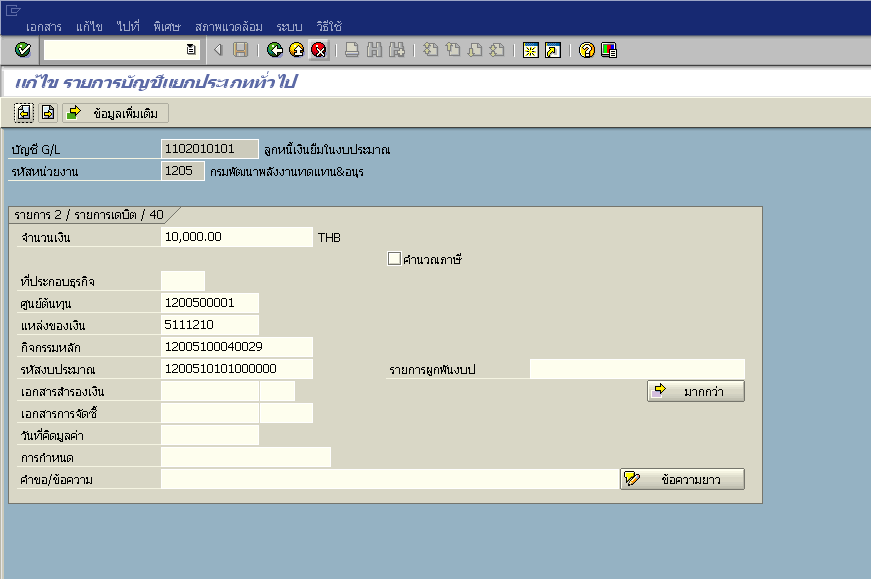 เอกสาร แก้ไข ไปที่ พิเศษ สภาพแวดล้อม ระบบ วิธีใช้
แก้ไข รายการบัญชีแยกประเภททั่วไป
ข้อมูลเพิ่มเติม
บัญชี G/L 1102010101 ลูกหนี้เงินยืมในงบประมาณ
รหัสหน่วยงาน 1205 กรมพัฒนาพลังงานทดแทน&อนุร
รายการ 2 / รายการเดบิต / 40
จำนวนเงิน 10,000.00 THB
คำนวณภาษี
ที่ประกอบธุรกิจ
ศูนย์ต้นทุน 1200500001
แหล่งของเงิน 5111210
กิจกรรมหลัก 12005100040029
รหัสงบประมาณ 1200510101000000 รายการผูกพันงบป
เอกสารสำรองเงิน มากกว่า
เอกสารการจัดซื้
วันที่คิดมูลค่า
การกำหนด
คำขอ/ข้อความ ข้อความยาว